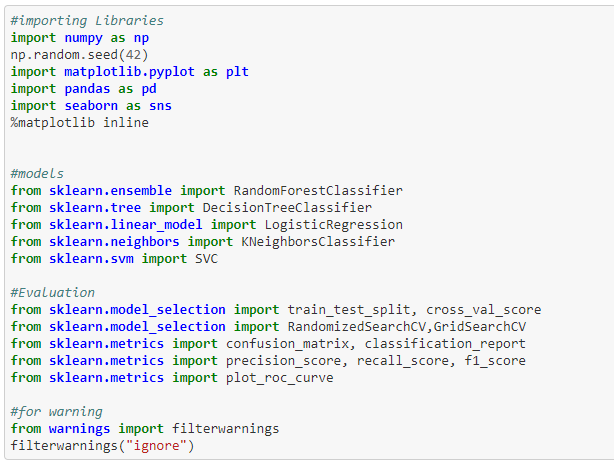 #importing Libraries
import numpy as np
np.random.seed(42)
import matplotlib.pyplot as plt
import pandas as pd
import seaborn as sns
%matplotlib inline
#models
from sklearn.ensemble import RandomForestClassifier
from sklearn.tree import DecisionTreeClassifier
from sklearn.linear_model import LogisticRegression
from sklearn.neighbors import KNeighborsClassifier
from sklearn.svm import SVC
#Evaluation
from sklearn.model_selection import train_test_split, cross_val_score
from sklearn.model_selection import RandomizedSearchCV,GridSearchCV
from sklearn.metrics import confusion_matrix, classification_report
from sklearn.metrics import precision_score, recall_score, f1_score
from sklearn.metrics import plot_roc_curve
#for warning
from warnings import filterwarnings
filterwarnings("ignore")